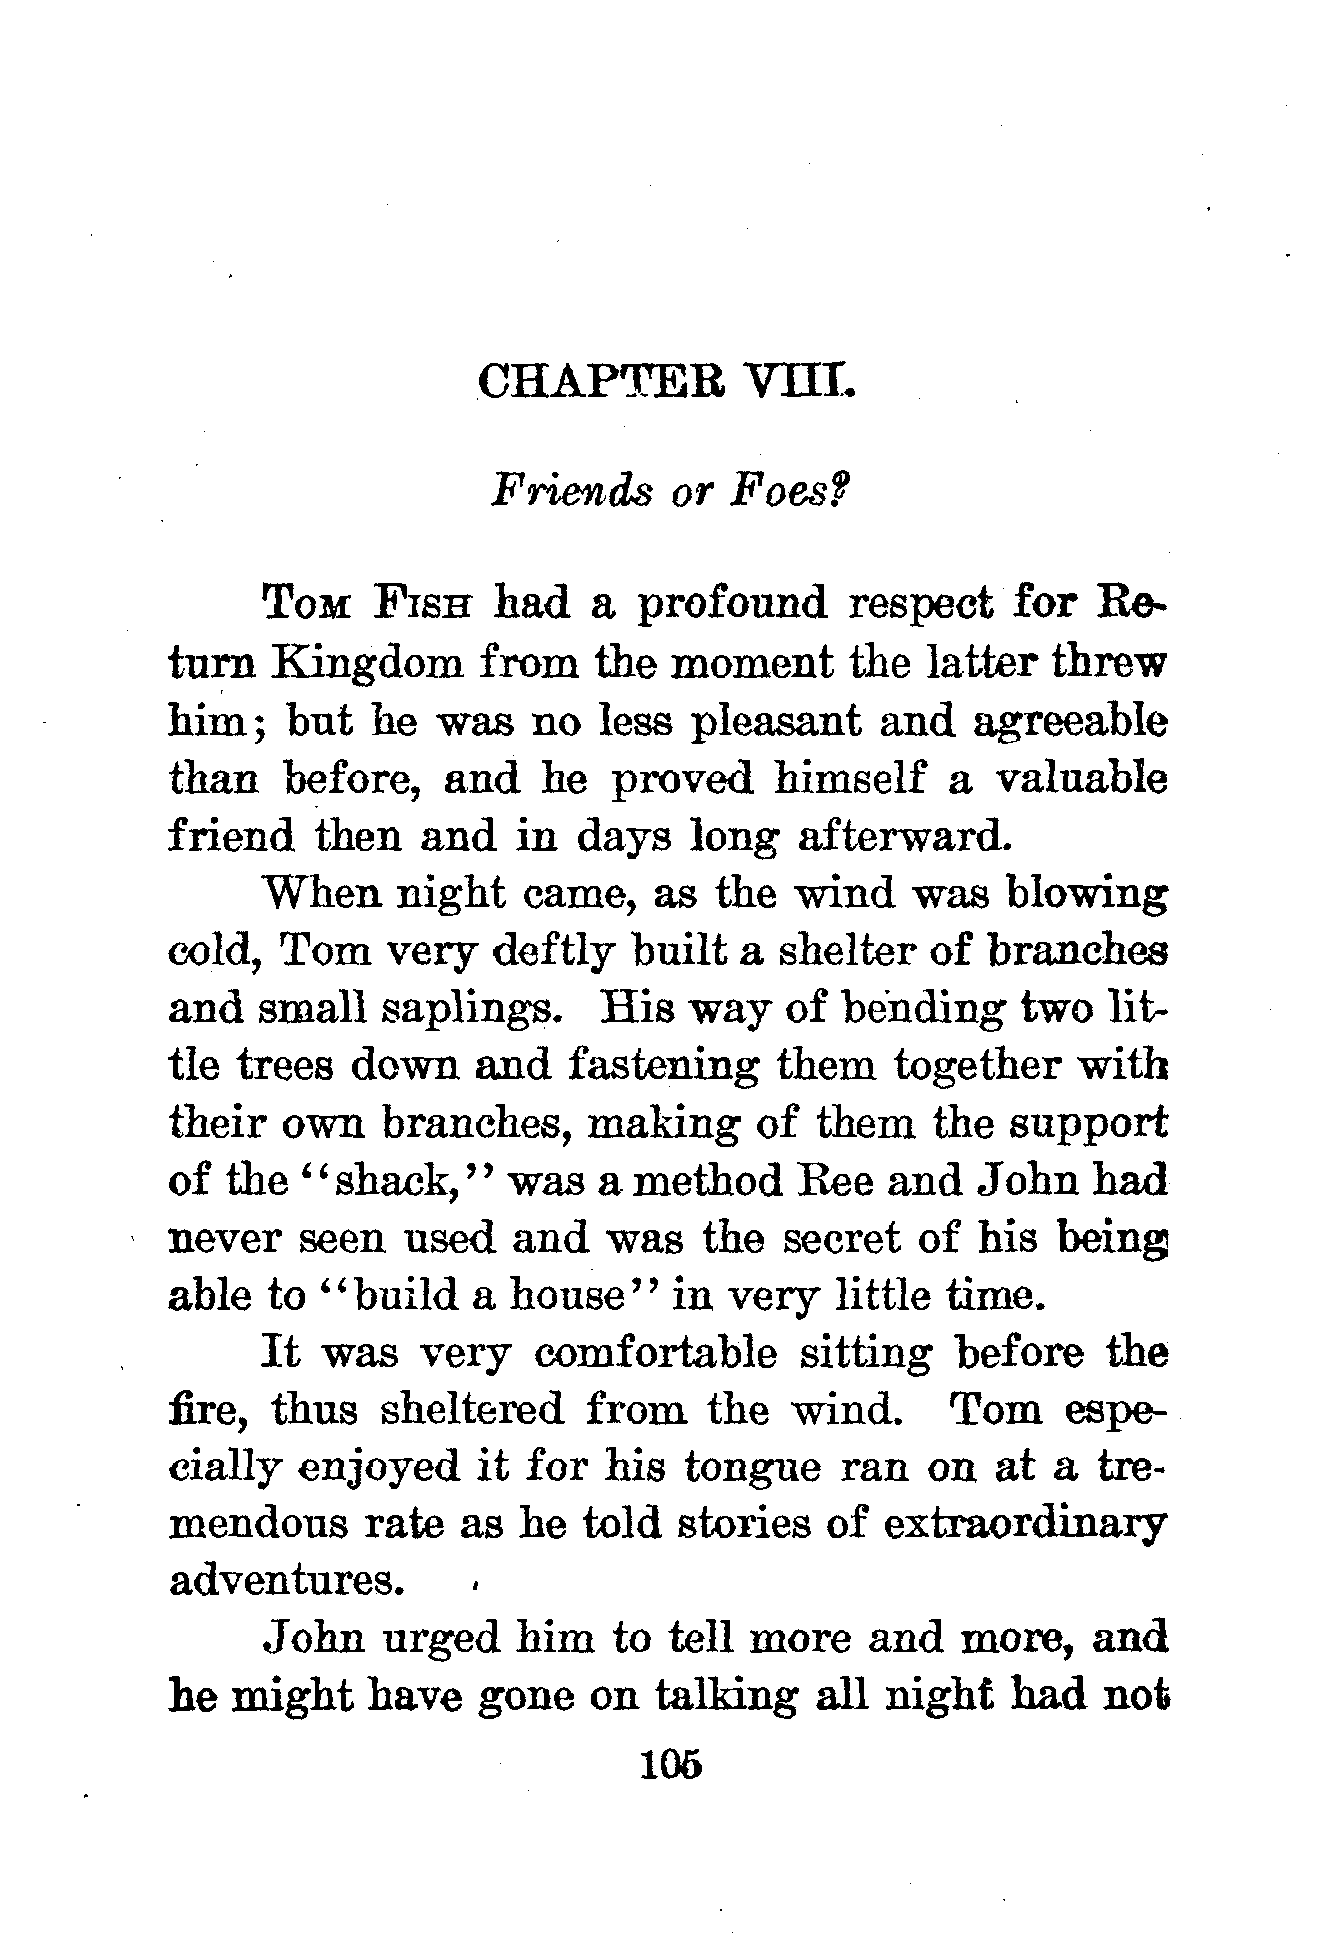 CHAPTER VIII.
Friends or Foes?
TOM FISH had a profound respect for Re-
turn Kingdom from the moment the latter threw
him; but he was no less pleasant and agreeable
than before, and he proved himself a valuable
friend then and in days long afterward.
When night came, as the wind was blowing
cold, Tom very deftly built a shelter of branches
and small saplings. His way of bending two lit-
tle trees down and fastening them together with
their own branches, making of them the support
of the "shack," was a method Ree and John had
never seen used and was the secret of his being
able to "build a house" in very little time.
It was very comfortable sitting before the
fire, thus sheltered from the wind. Tom espe-
cially enjoyed it for his tongue ran on at a tre-
mendous rate as he told stories of extraordinary
adventures.
John urged him to tell more and more, and
he might have gone on talking all night had not
105